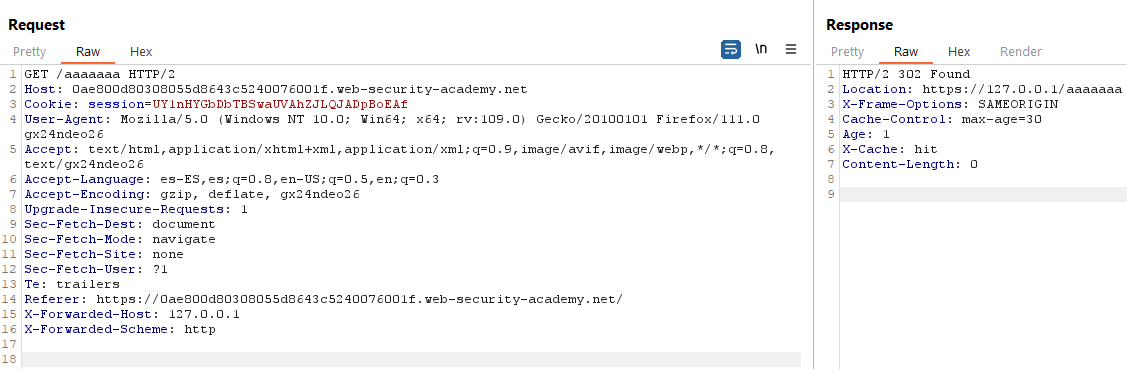 Request
Pretty Raw Hex \n
1 GET /aaaaaaa HTTP/2
2 Host: 0ae800d80308055d8643c5240076001f.web-security-academy.net
3 Cookie: session=UY1nHYGbDbTBSwaUVAhZJLQJADpBoEAf
4 User-Agent: Mozilla/5.0 (Windows NT 10.0; Win64; x64; rv:109.0) Gecko/20100101 Firefox/111.0
gx24ndeo26
5 Accept: text/html,application/xhtml+xml,application/xml;q=0.9,image/avif,image/webp,*/*;q=0.8,
text/gx24ndeo26
6 Accept-Language: es-ES,es;q=0.8,en-US;q=0.5,en;q=0.3
7 Accept-Encoding: gzip, deflate, gx24ndeo26
8 Upgrade-Insecure-Requests: 1
9 Sec-Fetch-Dest: document
10 Sec-Fetch-Mode: navigate
11 Sec-Fetch-Site: none
12 Sec-Fetch-User: ?1
13 Te: trailers
14 Referer: https://0ae800d80308055d8643c5240076001f.web-security-academy.net/
15 X-Forwarded-Host: 127.0.0.1
16 X-Forwarded-Scheme: http
17
18
Response
Pretty Raw Hex Render
1 HTTP/2 302 Found
2 Location: https://127.0.0.1/aaaaaaa
3 X-Frame-Options: SAMEORIGIN
4 Cache-Control: max-age=30
5 Age: 1
6 X-Cache: hit
7 Content-Length: 0
8
9